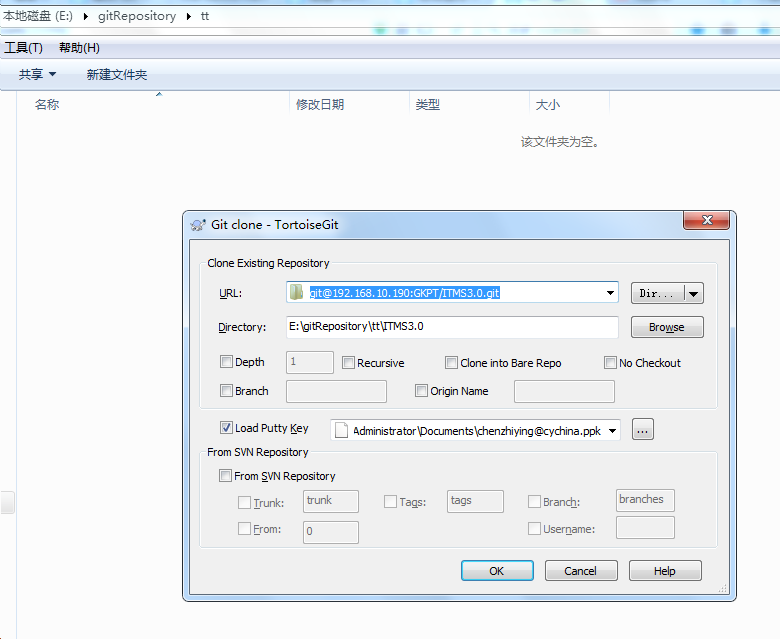 本地磁盘 (E:) gitRepository tt
工具(T) 帮助(H)
共享 新建文件夹
名称 修改日期 类型 大小
该文件夹为空。
Git clone - TortoiseGit
Clone Existing Repository
URL: git@192.168.10.190:GKPT/ITMS3.0.git Dir...
Directory: E:\gitRepository\tt\ITMS3.0 Browse
Depth 1 Recursive Clone into Bare Repo No Checkout
Branch Origin Name
Load Putty Key Administrator\Documents\chenzhiying@cychina.ppk ...
From SVN Repository
From SVN Repository
Trunk: trunk Tags: tags Branch: branches
From: 0 Username:
OK Cancel Help